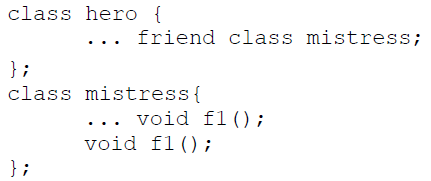 class hero {
... friend class mistress;
};
class mistress{
... void f1();
void f1();
};